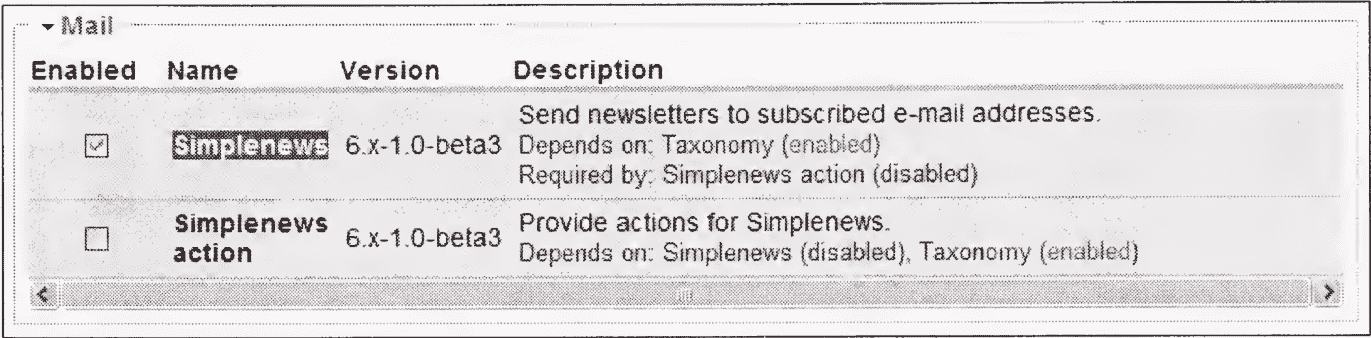 Mail
Enabled Name Version Description
Send newsletters to subscribed e-mail addresses.
Simplenews 6.x-1.0-beta3 Depends on: Taxonomy (enabled)
Required by: Simplenews action (disabled)
Simplenews Provide actions for Simplenews.
action 6.x-1.0-beta3 Depends on: Simplenews (disabled), Taxonomy (enabled)